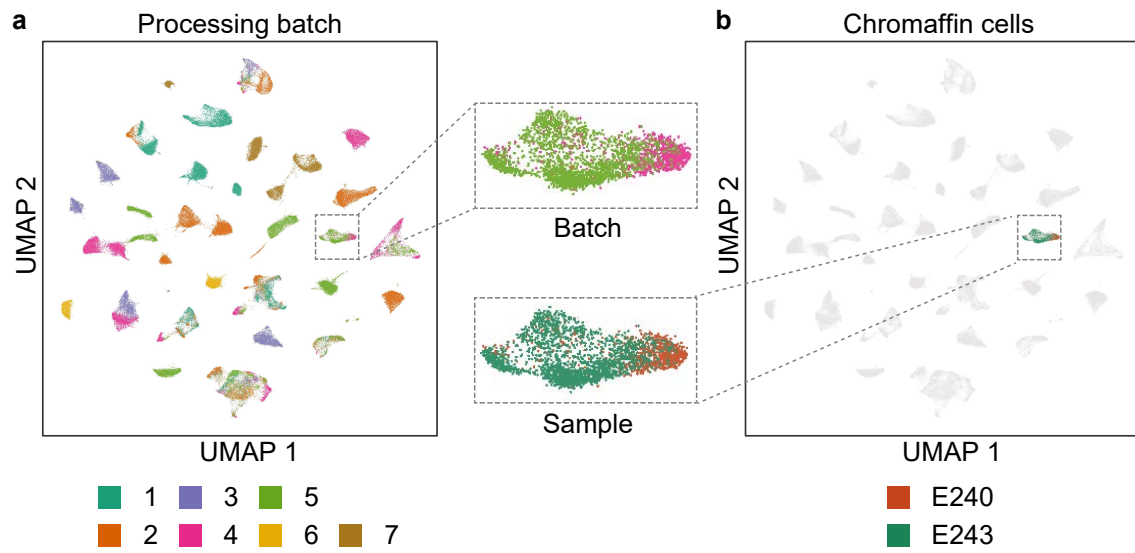 a Processing batch
b Chromaffin cells
UMAP 2
Batch
UMAP 2
Sample
UMAP 1
UMAP 1
1 3 5
2 4 6 7
E240
E243